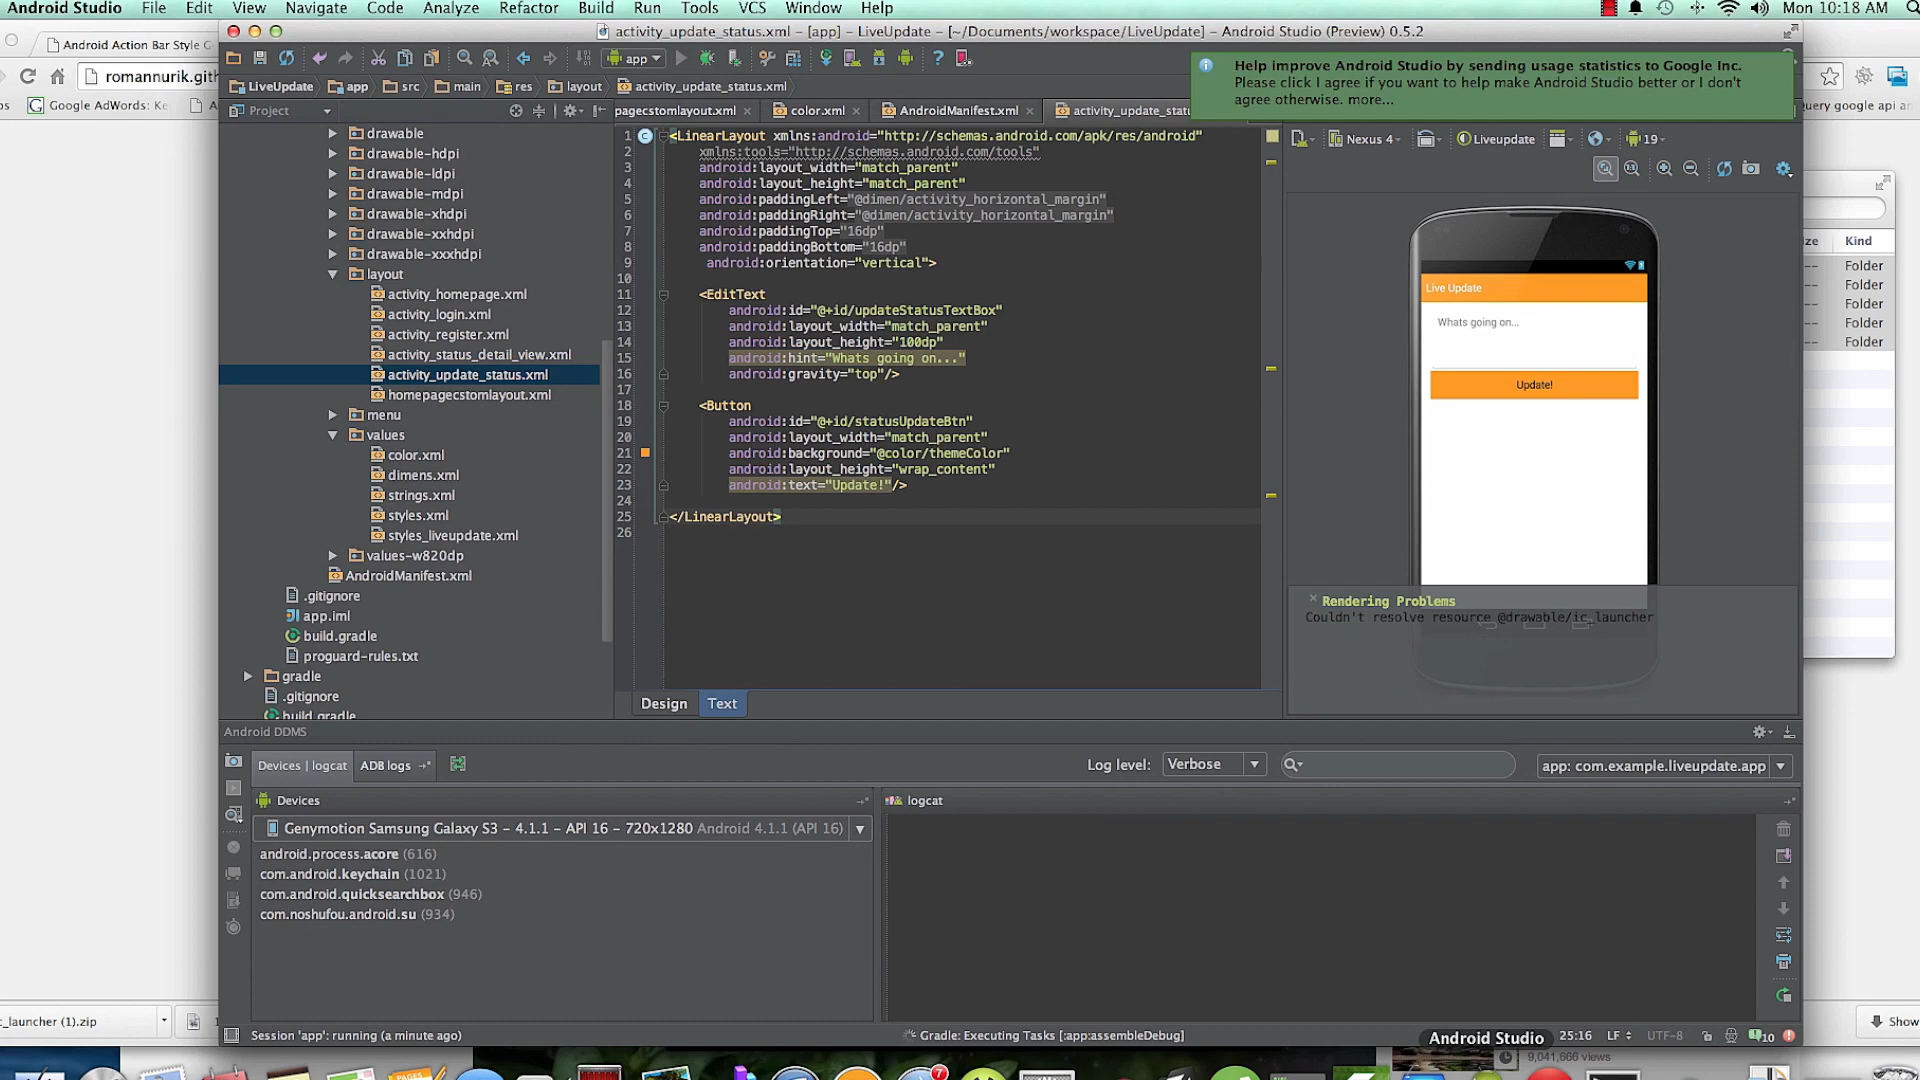 Android Studio File Edit View Navigate Code Analyze Refactor Build Run Tools VCS Window Help Mon 10:18 AM
activity_update_status.xml - [app] - LiveUpdate - [~/Documents/workspace/LiveUpdate] - Android Studio (Preview) 0.5.2
Android Action Bar Style G
romannurik.gith
Google AdWords: Key
app
Help improve Android Studio by sending usage statistics to Google Inc.
Please click I agree if you want to help make Android Studio better or I don't
agree otherwise. more...
LiveUpdate app src main res layout activity_update_status.xml
Project
pagecstomlayout.xml color.xml AndroidManifest.xml activity_update_statu
query google api an
Nexus 4 Liveupdate 19
drawable
drawable-hdpi
drawable-ldpi
drawable-mdpi
drawable-xhdpi
drawable-xxhdpi
drawable-xxxhdpi
layout
activity_homepage.xml
activity_login.xml
activity_register.xml
activity_status_detail_view.xml
activity_update_status.xml
homepagecstomlayout.xml
menu
values
color.xml
dimens.xml
strings.xml
styles.xml
styles_liveupdate.xml
values-w820dp
AndroidManifest.xml
.gitignore
app.iml
build.gradle
proguard-rules.txt
gradle
.gitignore
build.gradle
1 <LinearLayout xmlns:android="http://schemas.android.com/apk/res/android"
2 xmlns:tools="http://schemas.android.com/tools"
3 android:layout_width="match_parent"
4 android:layout_height="match_parent"
5 android:paddingLeft="@dimen/activity_horizontal_margin"
6 android:paddingRight="@dimen/activity_horizontal_margin"
7 android:paddingTop="16dp"
8 android:paddingBottom="16dp"
9 android:orientation="vertical">
10
11 <EditText
12 android:id="@+id/updateStatusTextBox"
13 android:layout_width="match_parent"
14 android:layout_height="100dp"
15 android:hint="Whats going on..."
16 android:gravity="top"/>
17
18 <Button
19 android:id="@+id/statusUpdateBtn"
20 android:layout_width="match_parent"
21 android:background="@color/themeColor"
22 android:layout_height="wrap_content"
23 android:text="Update!"/>
24
25 </LinearLayout>
26
Design Text
Live Update
Whats going on...
Update!
Rendering Problems
Couldn't resolve resource @drawable/ic_launcher
ize Kind
-- Folder
-- Folder
-- Folder
-- Folder
-- Folder
Android DDMS
Devices | logcat ADB logs
Log level: Verbose
app: com.example.liveupdate.app
Devices
logcat
Genymotion Samsung Galaxy S3 - 4.1.1 - API 16 - 720x1280 Android 4.1.1 (API 16)
android.process.acore (616)
com.android.keychain (1021)
com.android.quicksearchbox (946)
com.noshufou.android.su (934)
c_launcher (1).zip
Show
Session 'app': running (a minute ago)
Gradle: Executing Tasks [:app:assembleDebug]
Android Studio
25:16 LF UTF-8 10
9,041,666 views
7
PAGES